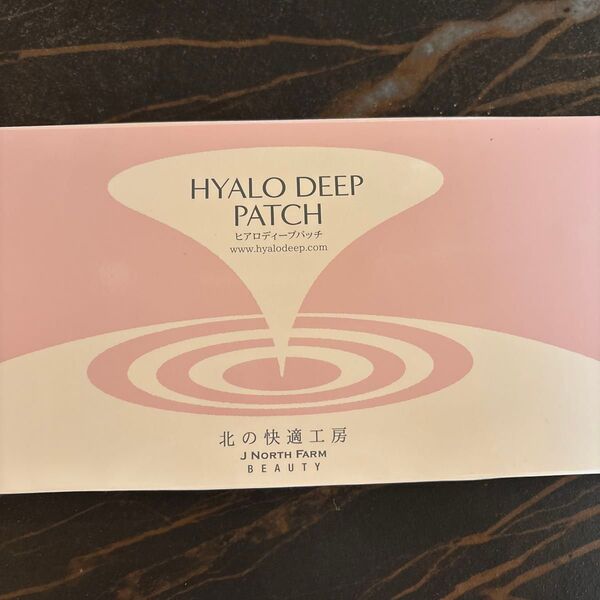 HYALO DEEP
PATCH
ヒアロディープパッチ
www.hyalodeep.com
北の快適工房
J NORTH FARM
BEAUTY